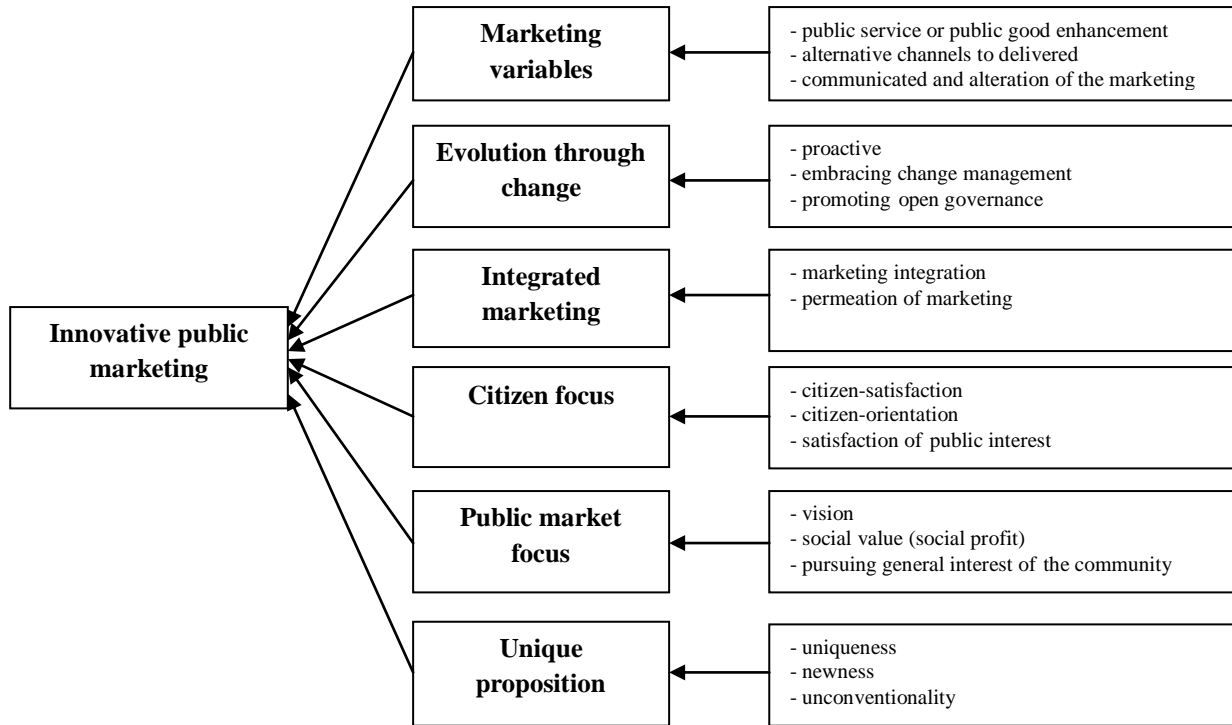 Marketing
variables
- public service or public good enhancement
- alternative channels to delivered
- communicated and alteration of the marketing
Evolution through
change
- proactive
- embracing change management
- promoting open governance
Integrated
marketing
- marketing integration
- permeation of marketing
Innovative public
marketing
Citizen focus
- citizen-satisfaction
- citizen-orientation
- satisfaction of public interest
Public market
focus
- vision
- social value (social profit)
- pursuing general interest of the community
Unique
proposition
- uniqueness
- newness
- unconventionality